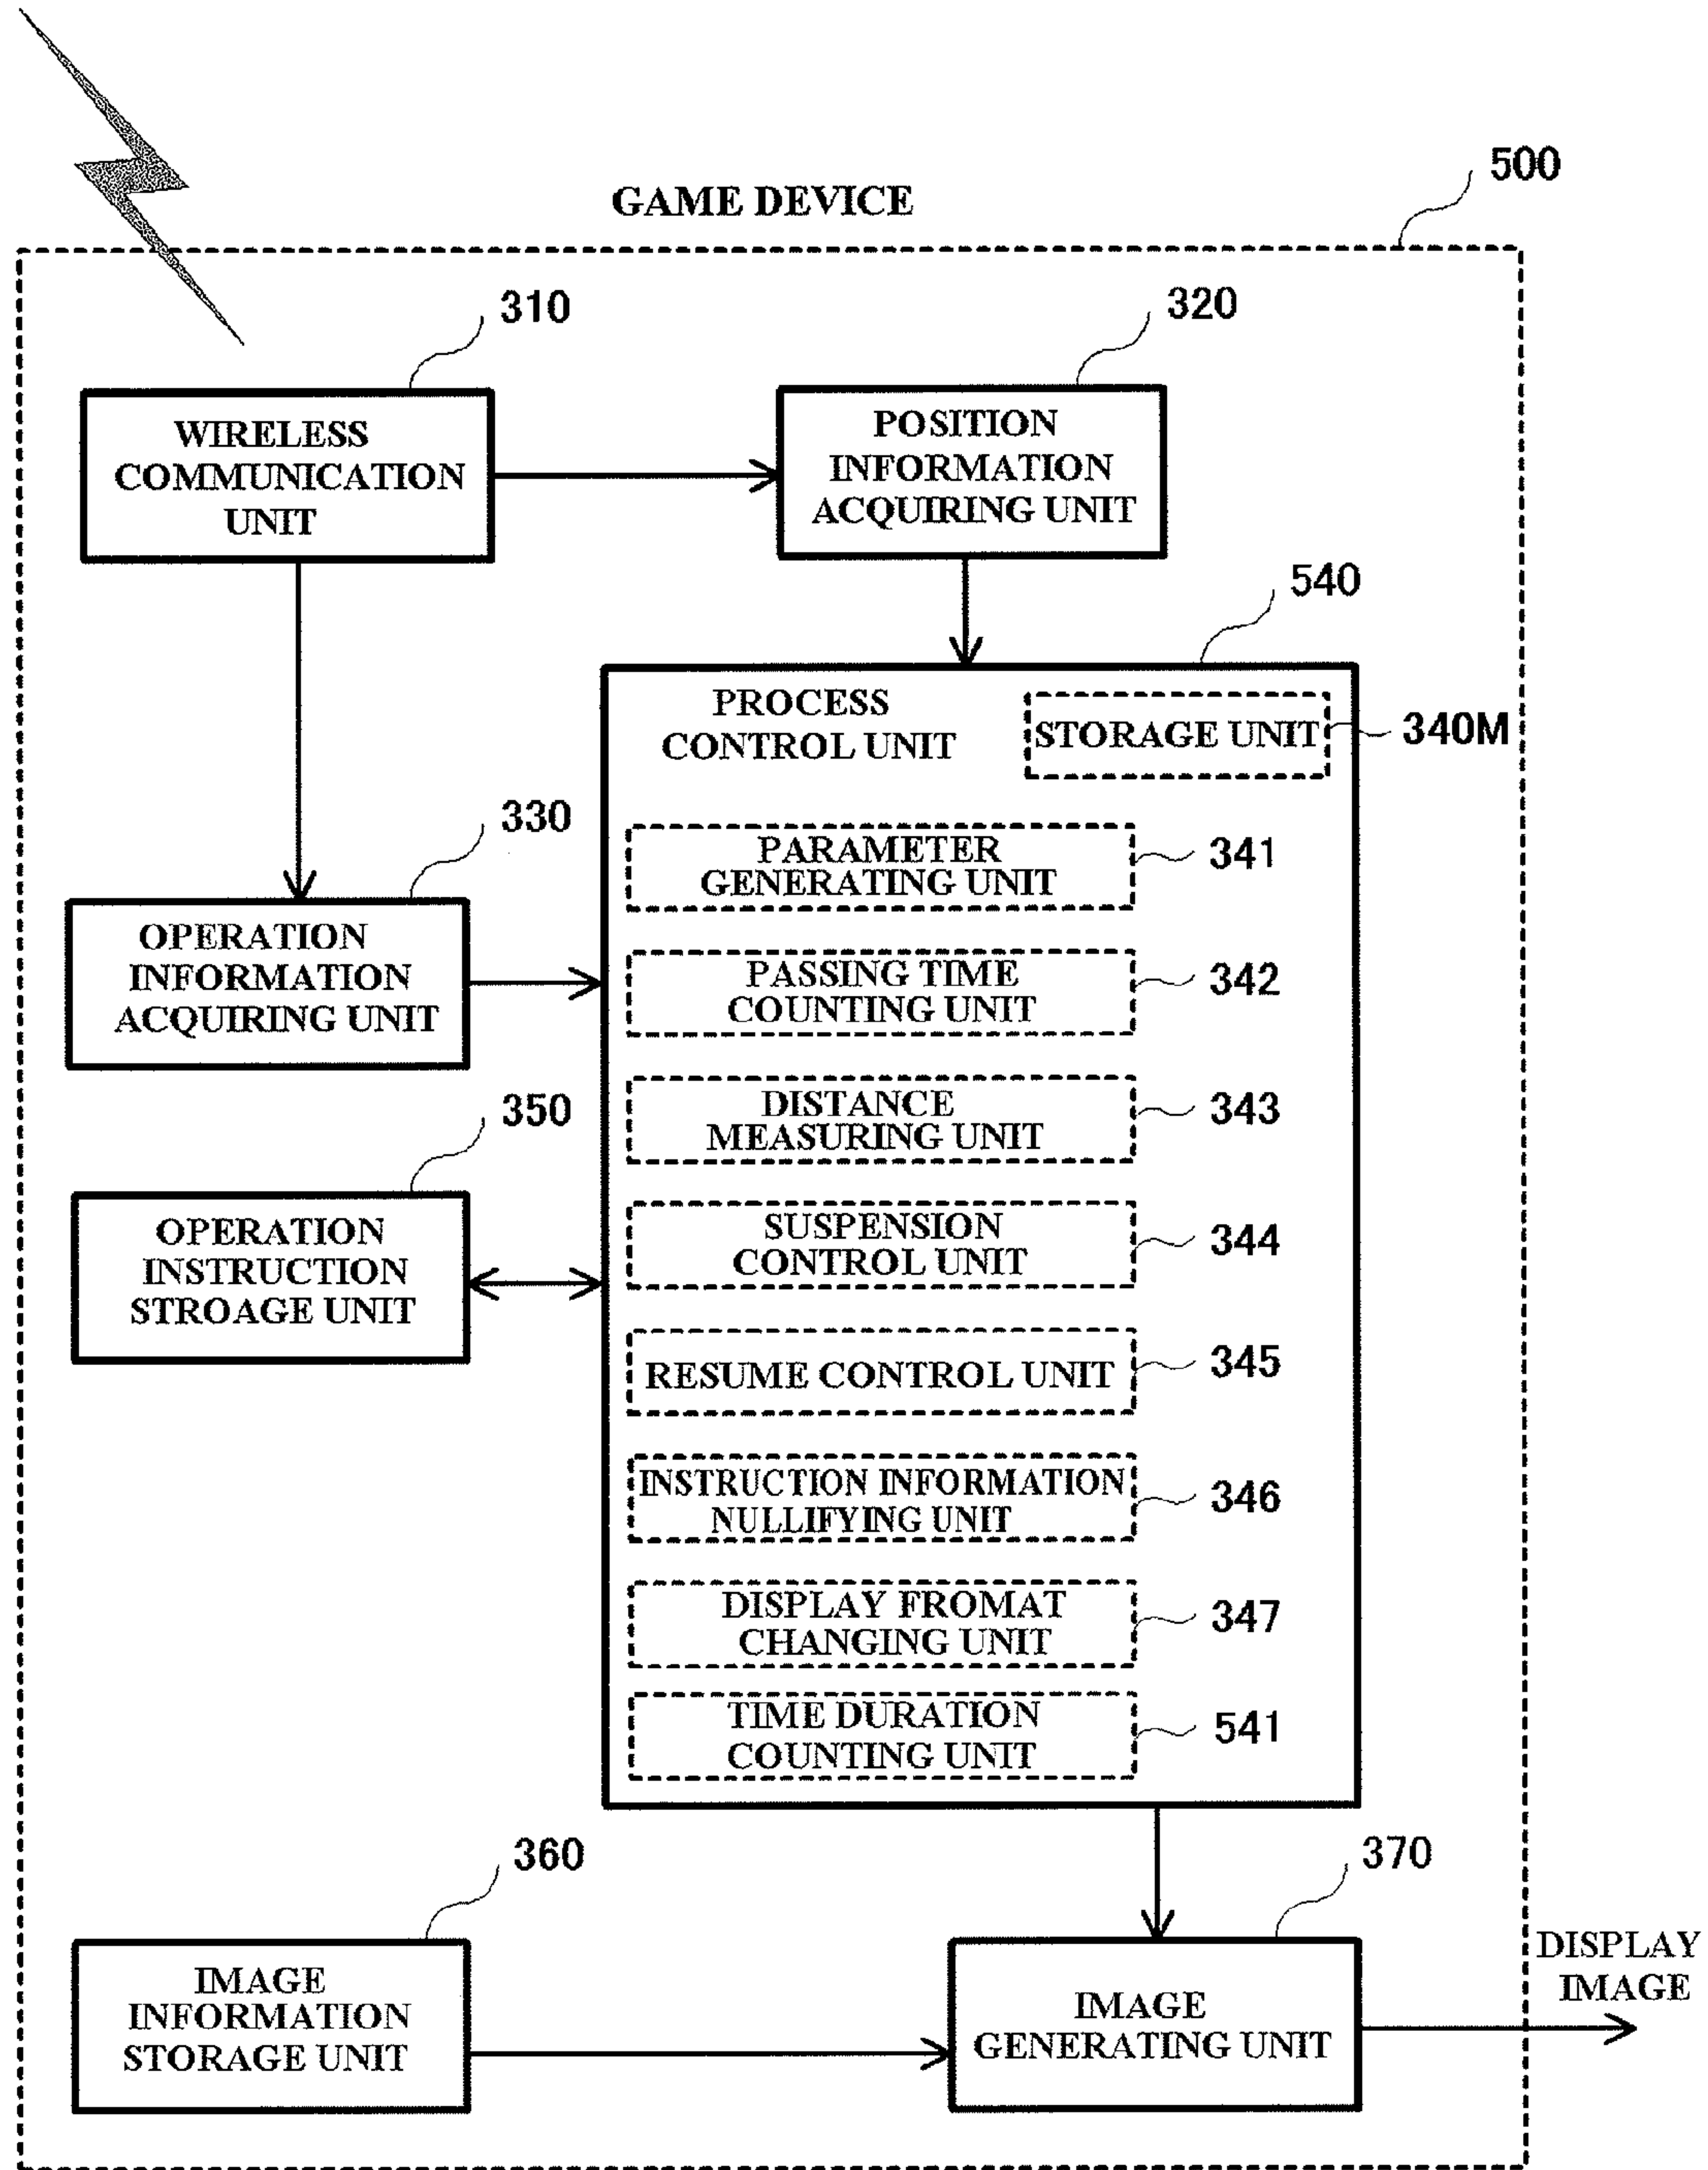 500
GAME DEVICE
310
320
WIRELESS
COMMUNICATION
UNIT
POSITION
INFORMATION
ACQUIRING UNIT
540
PROCESS
CONTROL UNIT
STORAGE UNIT
340M
330
PARAMETER
GENERATING UNIT
341
OPERATION
INFORMATION
ACQUIRING UNIT
PASSING TIME
COUNTING UNIT
342
350
DISTANCE
MEASURING UNIT
343
OPERATION
INSTRUCTION
STROAGE UNIT
SUSPENSION
CONTROL UNIT
344
RESUME CONTROL UNIT
345
INSTRUCTION INFORMATION
NULLIFYING UNIT
346
DISPLAY FROMAT
CHANGING UNIT
347
TIME DURATION
COUNTING UNIT
541
360
370
IMAGE
INFORMATION
STORAGE UNIT
IMAGE
GENERATING UNIT
DISPLAY
IMAGE